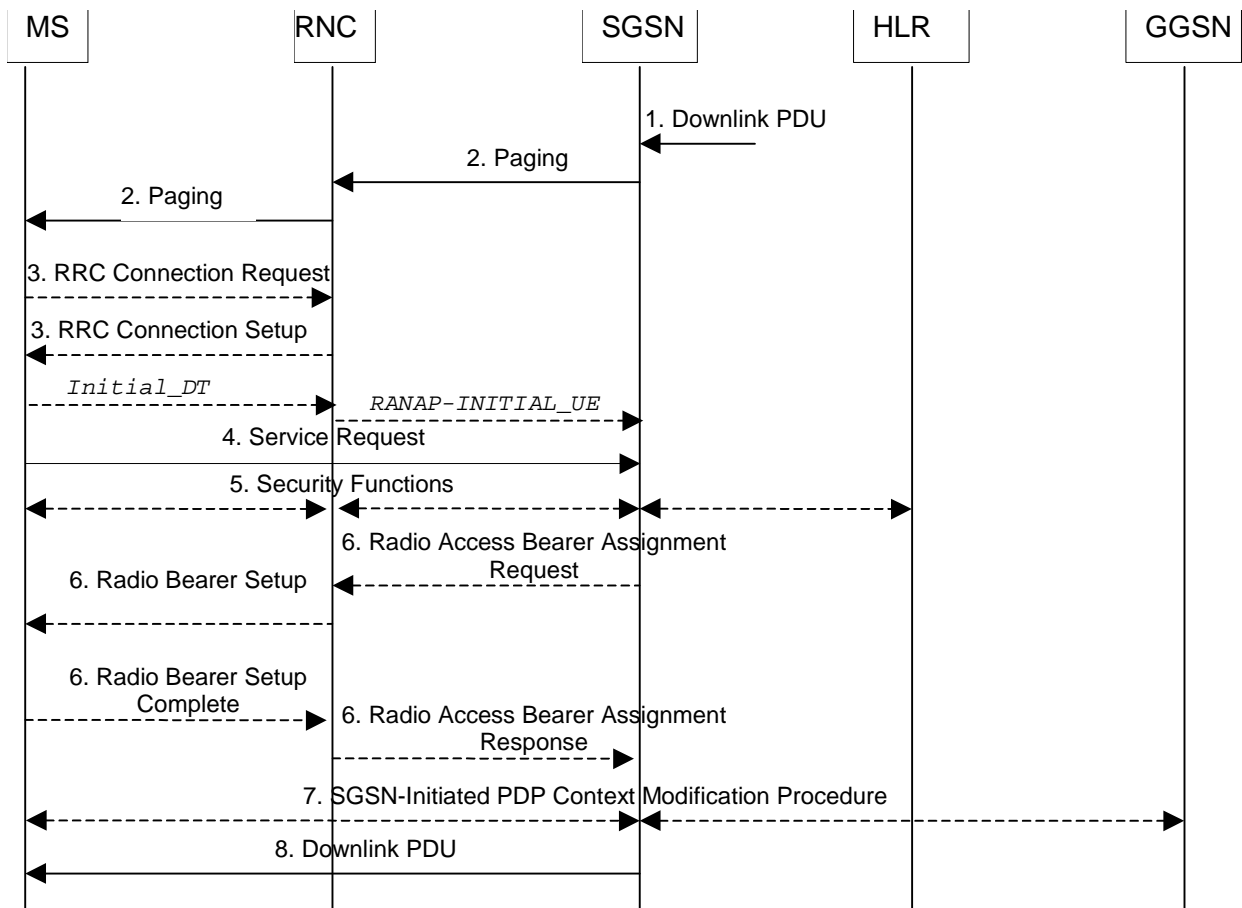 MS
RNC
SGSN
HLR
GGSN
1. Downlink PDU
2. Paging
2. Paging
3. RRC Connection Request
3. RRC Connection Setup
Initial_DT
RANAP-INITIAL_UE
4. Service Request
5. Security Functions
6. Radio Access Bearer Assignment
Request
6. Radio Bearer Setup
6. Radio Bearer Setup
Complete
6. Radio Access Bearer Assignment
Response
7. SGSN-Initiated PDP Context Modification Procedure
8. Downlink PDU